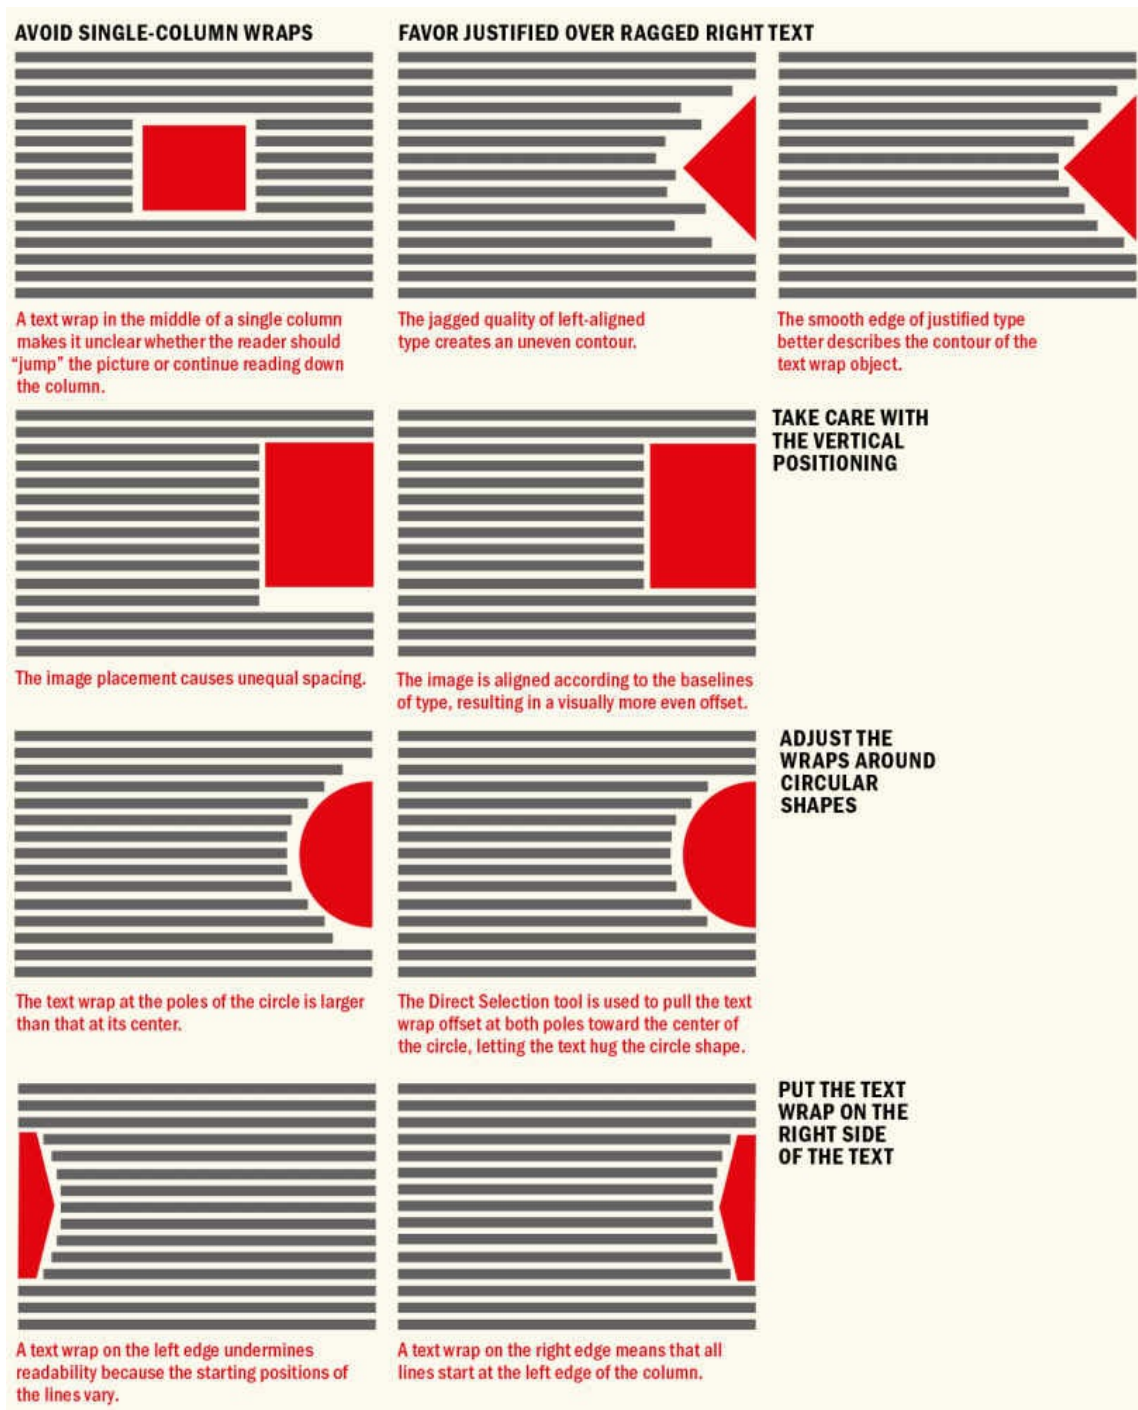 AVOID SINGLE-COLUMN WRAPS
FAVOR JUSTIFIED OVER RAGGED RIGHT TEXT
A text wrap in the middle of a single column
makes it unclear whether the reader should
“jump” the picture or continue reading down
the column.
The jagged quality of left-aligned
type creates an uneven contour.
The smooth edge of justified type
better describes the contour of the
text wrap object.
TAKE CARE WITH
THE VERTICAL
POSITIONING
The image placement causes unequal spacing.
The image is aligned according to the baselines
of type, resulting in a visually more even offset.
ADJUST THE
WRAPS AROUND
CIRCULAR
SHAPES
The text wrap at the poles of the circle is larger
than that at its center.
The Direct Selection tool is used to pull the text
wrap offset at both poles toward the center of
the circle, letting the text hug the circle shape.
PUT THE TEXT
WRAP ON THE
RIGHT SIDE
OF THE TEXT
A text wrap on the left edge undermines
readability because the starting positions of
the lines vary.
A text wrap on the right edge means that all
lines start at the left edge of the column.